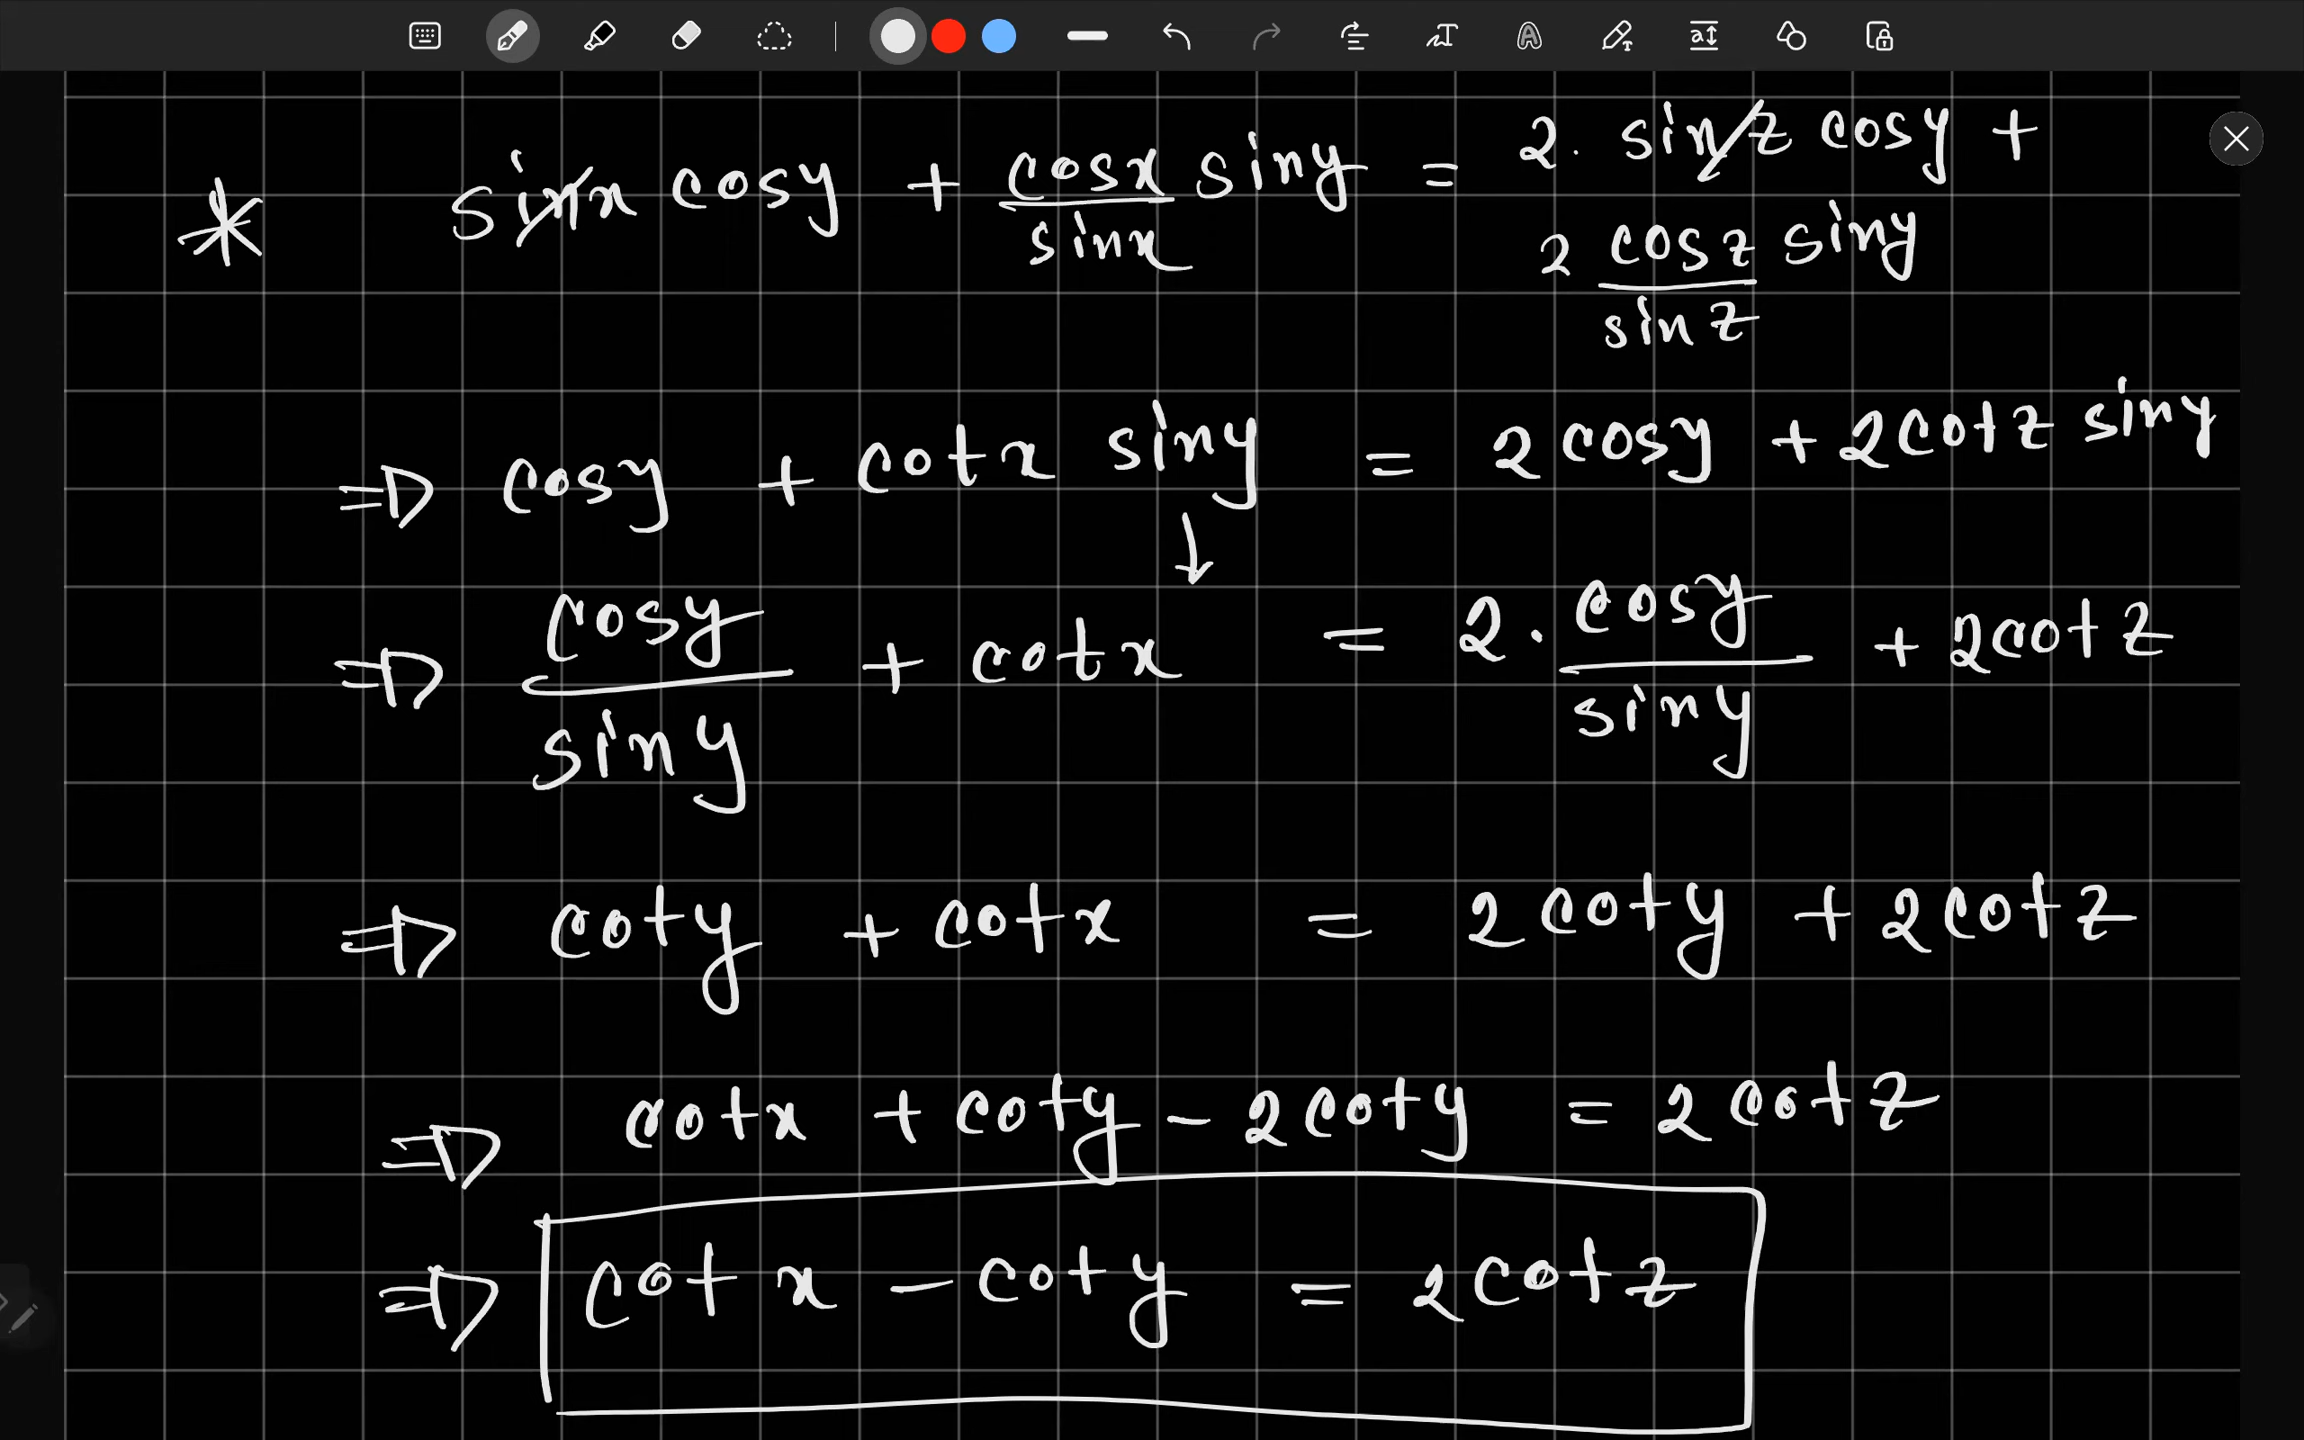 * sinx cosy + cosx/sinx siny = 2. sinz cosy +
2 cosz/sinz siny
⇒ cosy + cotx siny = 2cosy + 2cotz siny
↓
⇒ cosy/siny + cotx = 2. cosy/siny + 2cotz
⇒ coty + cotx = 2coty + 2cotz
⇒ cotx + coty - 2coty = 2cotz
⇒ cotx - coty = 2cotz